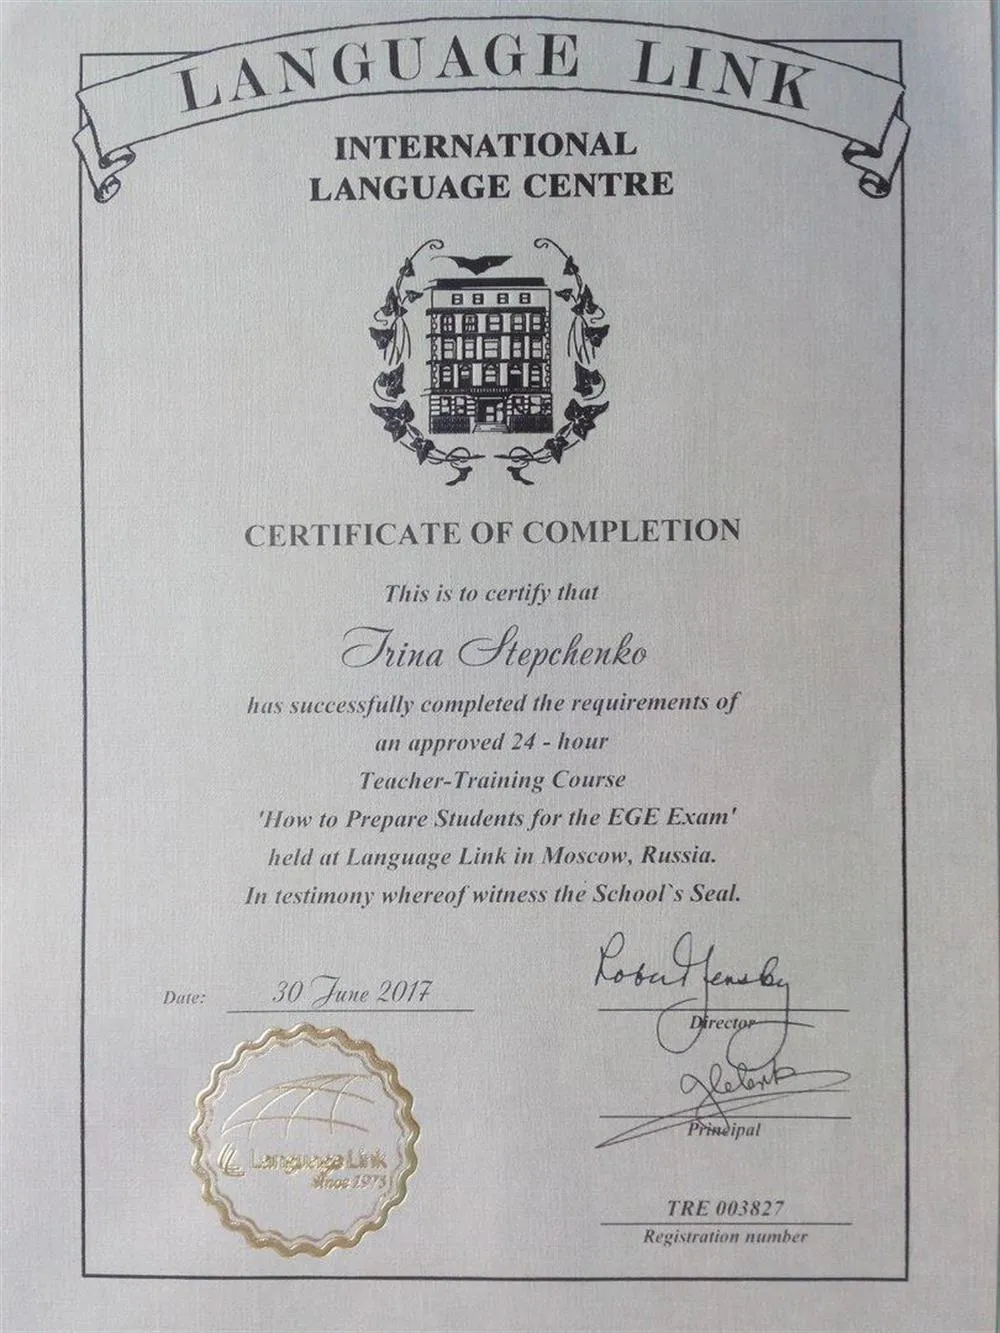 LANGUAGE LINK
INTERNATIONAL
LANGUAGE CENTRE
CERTIFICATE OF COMPLETION
This is to certify that
Irina Stepchenko
has successfully completed the requirements of
an approved 24 - hour
Teacher-Training Course
'How to Prepare Students for the EGE Exam'
held at Language Link in Moscow, Russia.
In testimony whereof witness the School`s Seal.
Date: 30 June 2017
Director
Principal
Language Link
since 1973
TRE 003827
Registration number